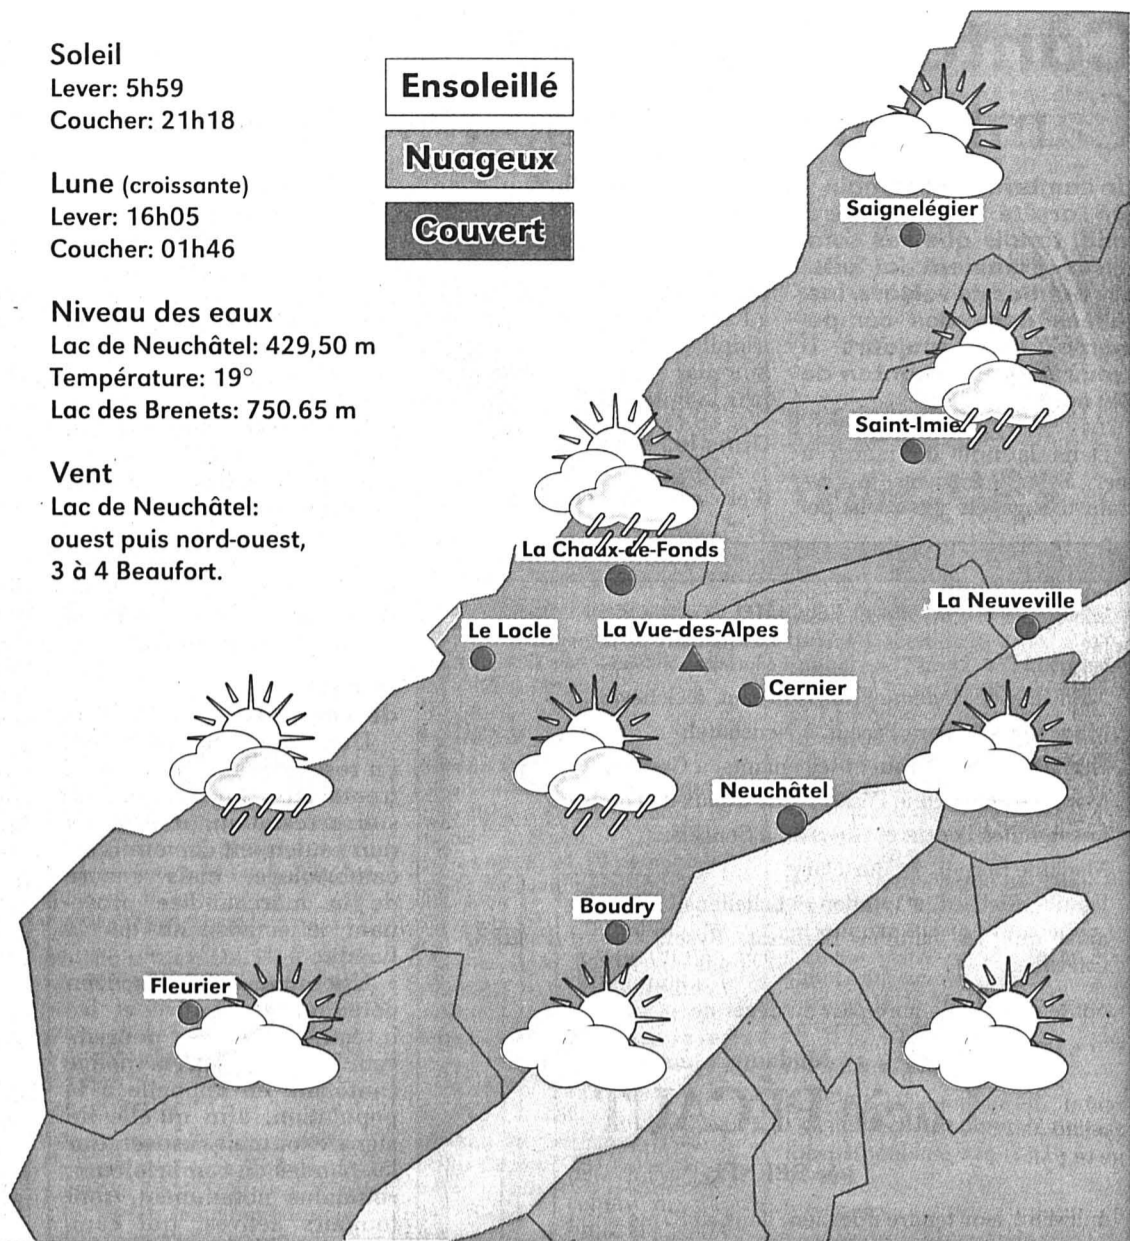 Soleil
Lever: 5h59
Coucher: 21h18
Lune (croissante)
Lever: 16h05
Coucher: 01h46
Niveau des eaux
Lac de Neuchâtel: 429,50 m
Température: 19°
Lac des Brenets: 750.65 m
Vent
Lac de Neuchâtel:
ouest puis nord-ouest,
3 à 4 Beaufort.
Ensoleillé
Nuageux
Couvert
Saignelégier
Saint-Imie
La Chaux-de-Fonds
La Neuveville
Le Locle
La Vue-des-Alpes
Cernier
Neuchâtel
Boudry
Fleurier